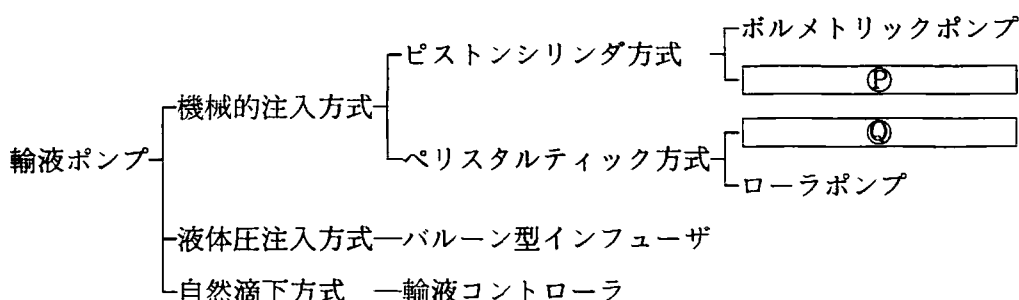 ボルメトリックポンプ
ピストンシリンダ方式
Ⓟ
機械的注入方式
Ⓠ
輸液ポンプ
ペリスタルティック方式
ローラポンプ
液体圧注入方式―バルーン型インフューザ
自然滴下方式 ―輸液コントローラ